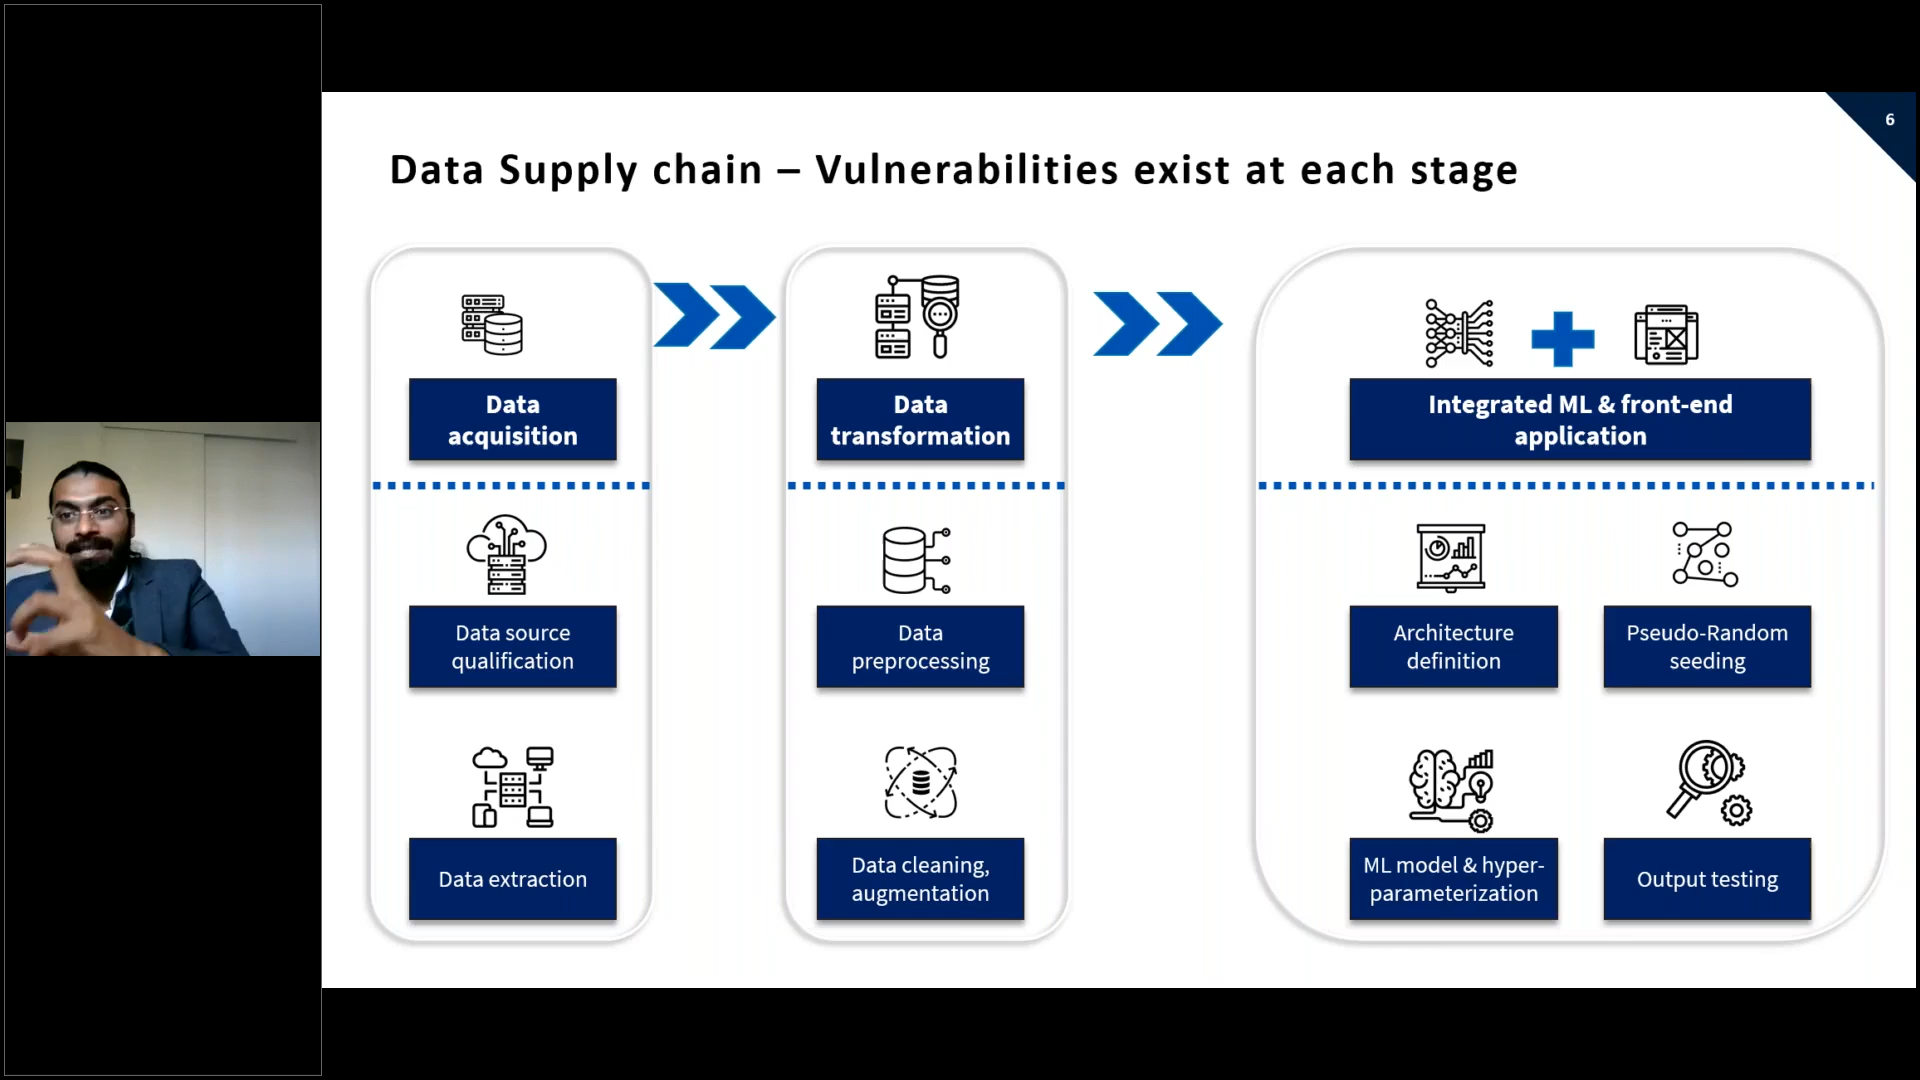 6
Data Supply chain – Vulnerabilities exist at each stage
Data
acquisition
Data source
qualification
Data extraction
Data
transformation
Data
preprocessing
Data cleaning,
augmentation
Integrated ML & front-end
application
Architecture
definition
Pseudo-Random
seeding
ML model & hyper-
parameterization
Output testing